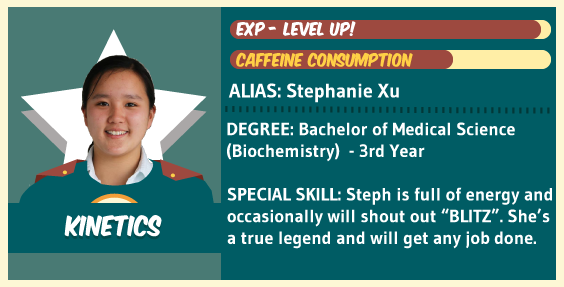 EXP - LEVEL UP!
CAFFEINE CONSUMPTION
ALIAS: Stephanie Xu
DEGREE: Bachelor of Medical Science
(Biochemistry) - 3rd Year
SPECIAL SKILL: Steph is full of energy and
occasionally will shout out “BLITZ”. She’s
a true legend and will get any job done.
KINETICS